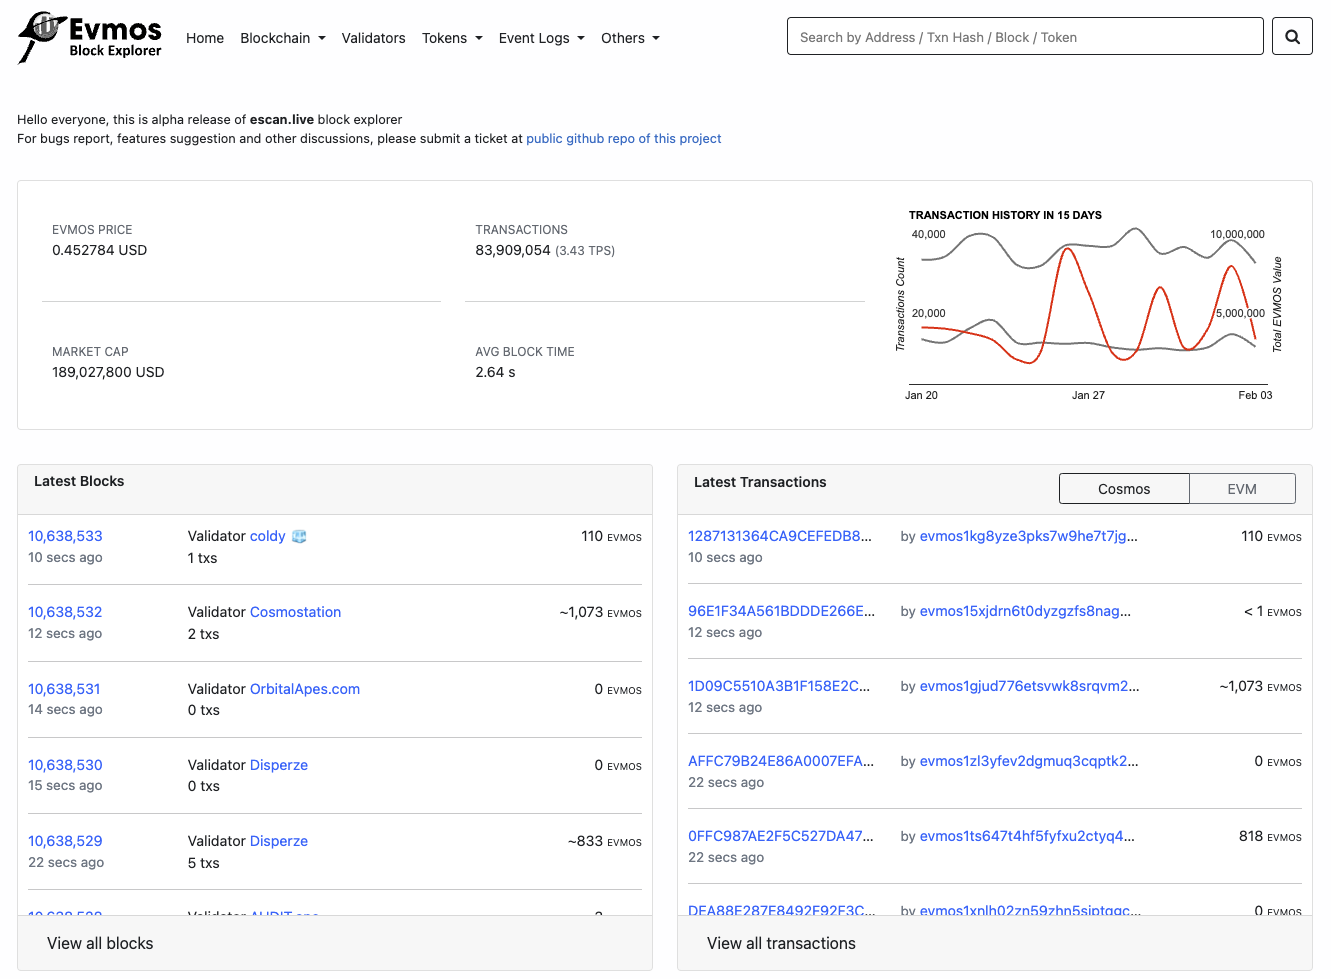 Evmos
Block Explorer
Home Blockchain Validators Tokens Event Logs Others
Search by Address / Txn Hash / Block / Token
Hello everyone, this is alpha release of escan.live block explorer
For bugs report, features suggestion and other discussions, please submit a ticket at public github repo of this project
EVMOS PRICE
0.452784 USD
TRANSACTIONS
83,909,054 (3.43 TPS)
MARKET CAP
189,027,800 USD
AVG BLOCK TIME
2.64 s
TRANSACTION HISTORY IN 15 DAYS
40,000
10,000,000
Transactions Count
Total EVMOS Value
20,000
5,000,000
Jan 20
Jan 27
Feb 03
Latest Blocks
10,638,533 Validator coldy 🧊 110 EVMOS
10 secs ago 1 txs
10,638,532 Validator Cosmostation ~1,073 EVMOS
12 secs ago 2 txs
10,638,531 Validator OrbitalApes.com 0 EVMOS
14 secs ago 0 txs
10,638,530 Validator Disperze 0 EVMOS
15 secs ago 0 txs
10,638,529 Validator Disperze ~833 EVMOS
22 secs ago 5 txs
View all blocks
Latest Transactions
Cosmos
EVM
1287131364CA9CEFEDB8... by evmos1kg8yze3pks7w9he7t7jg... 110 EVMOS
10 secs ago
96E1F34A561BDDDE266E... by evmos15xjdrn6t0dyzgzfs8nag... < 1 EVMOS
12 secs ago
1D09C5510A3B1F158E2C... by evmos1gjud776etsvwk8srqvm2... ~1,073 EVMOS
12 secs ago
AFFC79B24E86A0007EFA... by evmos1zl3yfev2dgmuq3cqptk2... 0 EVMOS
22 secs ago
0FFC987AE2F5C527DA47... by evmos1ts647t4hf5fyfxu2ctyq4... 818 EVMOS
22 secs ago
by 0 EVMOS
View all transactions